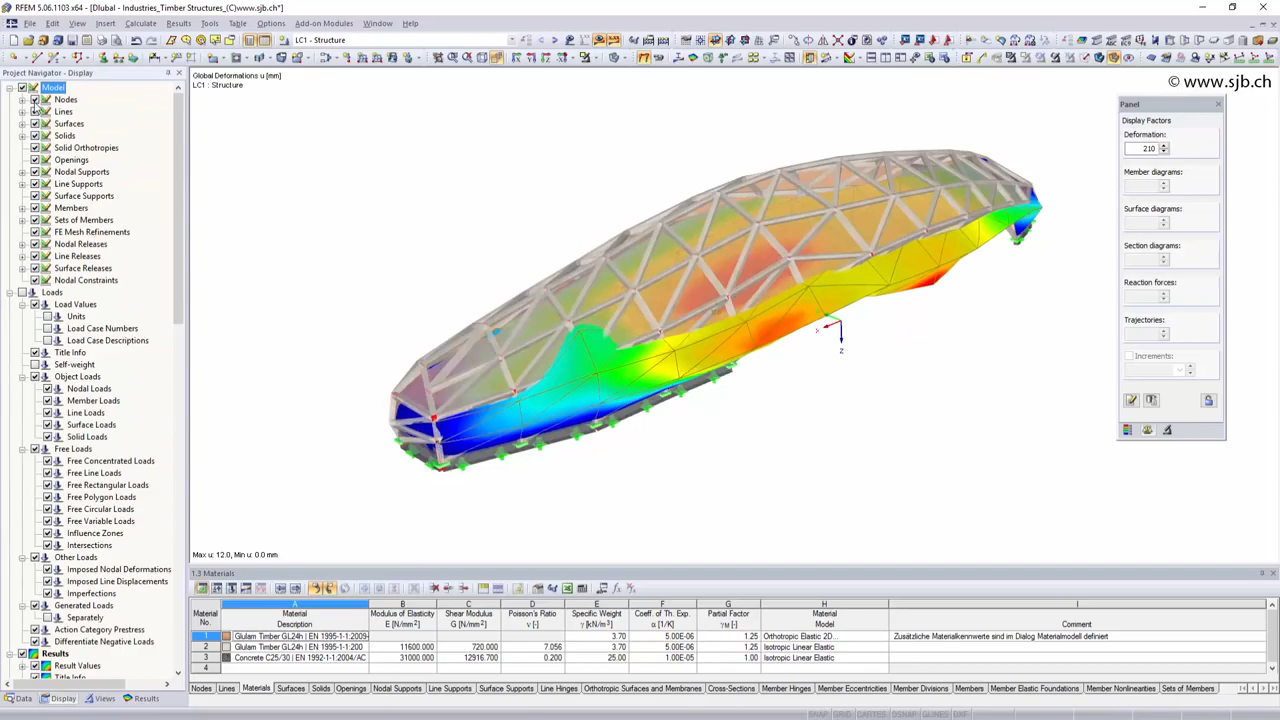 RFEM 5.06.1103 x64 - [Dlubal - Industries_Timber Structures_(C)www.sjb.ch*]
File Edit View Insert Calculate Results Tools Table Options Add-on Modules Window Help
LC1 - Structure
Project Navigator - Display
Model
Nodes
Lines
Surfaces
Solids
Solid Orthotropies
Openings
Nodal Supports
Line Supports
Surface Supports
Members
Sets of Members
FE Mesh Refinements
Nodal Releases
Line Releases
Surface Releases
Nodal Constraints
Loads
Load Values
Units
Load Case Numbers
Load Case Descriptions
Title Info
Self-weight
Object Loads
Nodal Loads
Member Loads
Line Loads
Surface Loads
Solid Loads
Free Loads
Free Concentrated Loads
Free Line Loads
Free Rectangular Loads
Free Polygon Loads
Free Circular Loads
Free Variable Loads
Influence Zones
Intersections
Other Loads
Imposed Nodal Deformations
Imposed Line Displacements
Imperfections
Generated Loads
Separately
Action Category Prestress
Differentiate Negative Loads
Results
Result Values
Title Info
Data Display Views Results
Global Deformations u [mm]
LC1 : Structure
© www.sjb.ch
x
z
Max u: 12.0, Min u: 0.0 mm
Panel
Display Factors
Deformation:
210
Member diagrams:
Surface diagrams:
Section diagrams:
Reaction forces:
Trajectories:
Increments:
1.3 Materials
A B C D E F G H I
Material No. Material Description Modulus of Elasticity E [N/mm²] Shear Modulus G [N/mm²] Poisson's Ratio ν [-] Specific Weight γ [kN/m³] Coeff. of Th. Exp. α [1/K] Partial Factor γM [-] Material Model Comment
1 Glulam Timber GL24h | EN 1995-1-1:2009- 3.70 5.00E-06 1.25 Orthotropic Elastic 2D... Zusätzliche Materialkennwerte sind im Dialog Materialmodell definiert
2 Glulam Timber GL24h | EN 1995-1-1:200 11600.000 720.000 7.056 3.70 5.00E-06 1.25 Isotropic Linear Elastic
3 Concrete C25/30 | EN 1992-1-1:2004/AC 31000.000 12916.700 0.200 25.00 1.00E-05 1.00 Isotropic Linear Elastic
4
Nodes Lines Materials Surfaces Solids Openings Nodal Supports Line Supports Surface Supports Line Hinges Orthotropic Surfaces and Membranes Cross-Sections Member Hinges Member Eccentricities Member Divisions Members Member Elastic Foundations Member Nonlinearities Sets of Members
SNAP GRID CARTES OSNAP GLINES DXF